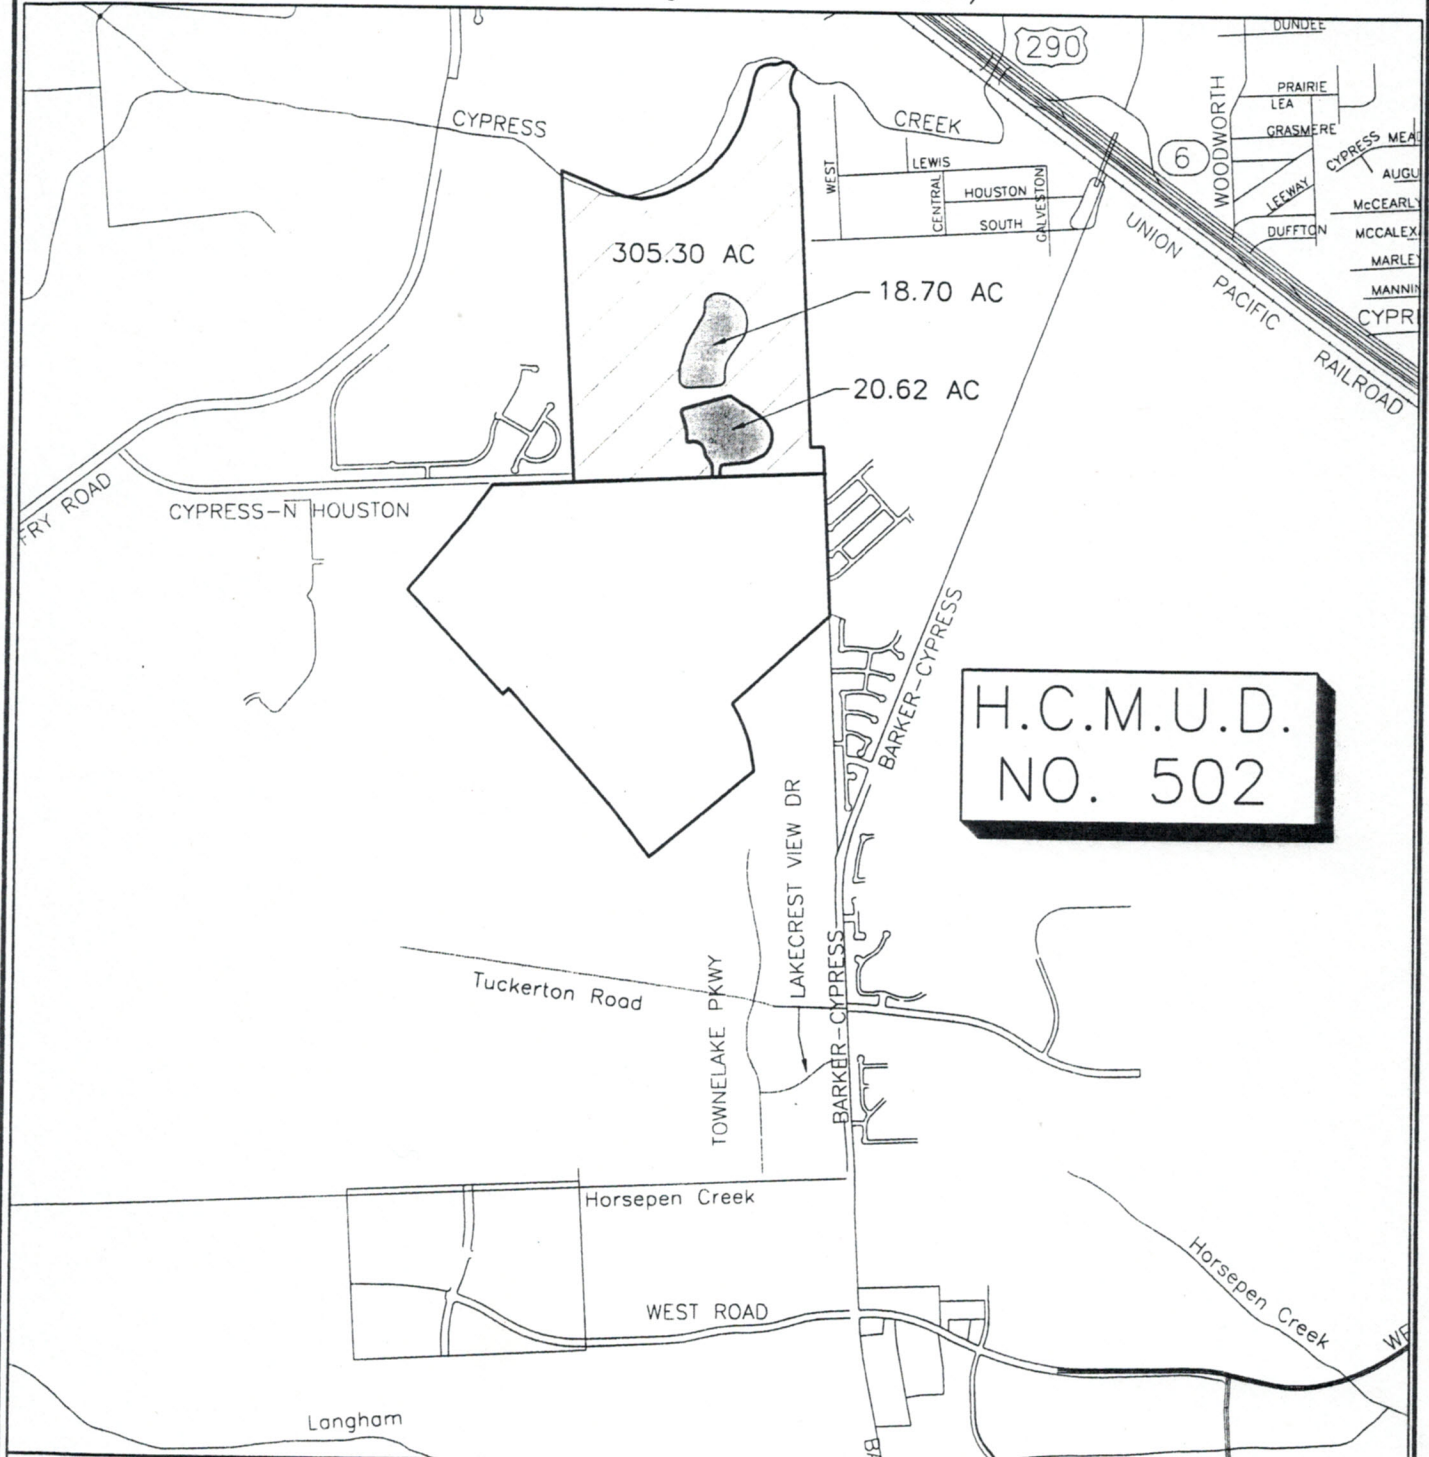 DUNDEE
290
PRAIRIE
LEA
WOODWORTH
GRASMERE
CYPRESS
CREEK
CYPRESS MEAD
6
LEWIS
WEST
AUGU
HOUSTON
CENTRAL
GALVESTON
LEEWAY
McCEARLY
SOUTH
DUFFTON
MCCALEX
UNION PACIFIC RAILROAD
305.30 AC
MARLEY
18.70 AC
MANNIN
CYPRE
20.62 AC
FRY ROAD
CYPRESS-N HOUSTON
BARKER-CYPRESS
H.C.M.U.D.
NO. 502
LAKECREST VIEW DR
TOWNELAKE PKWY
BARKER-CYPRESS
Tuckerton Road
Horsepen Creek
Horsepen Creek
WEST ROAD
Langham